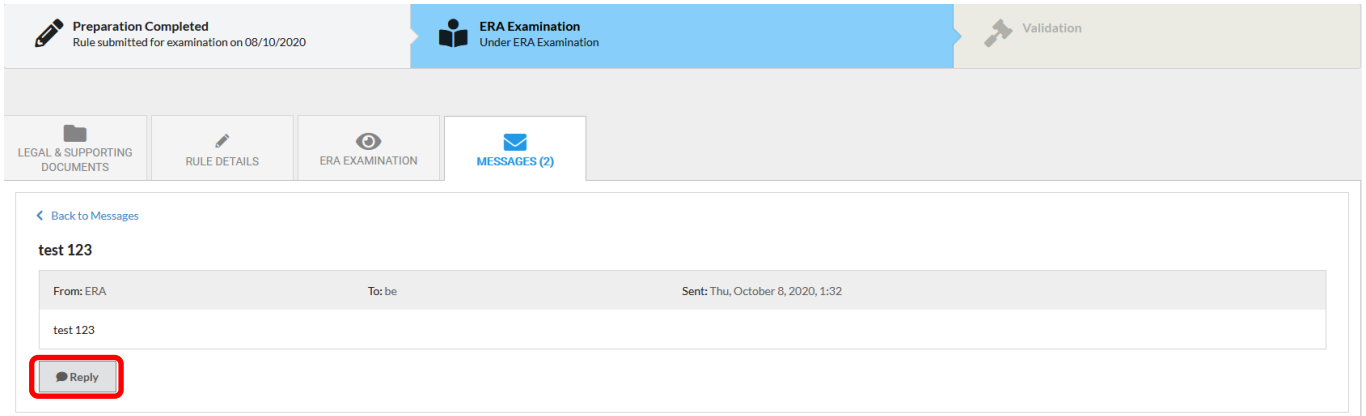 Preparation Completed
Rule submitted for examination on 08/10/2020
ERA Examination
Under ERA Examination
Validation
LEGAL & SUPPORTING
DOCUMENTS
RULE DETAILS
ERA EXAMINATION
MESSAGES (2)
Back to Messages
test 123
From: ERA To: be Sent: Thu, October 8, 2020, 1:32
test 123
Reply